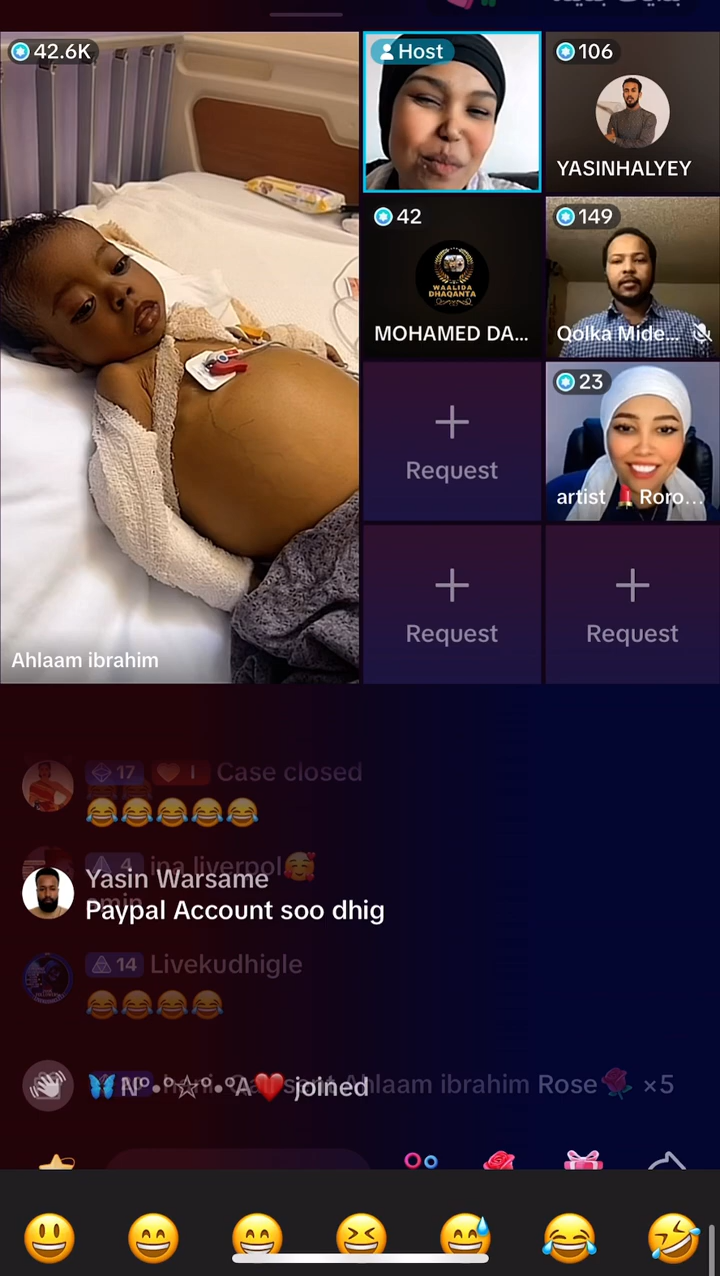 42.6K
Host
106
YASINHALYEY
42
WAALIDA
DHAQANTA
MOHAMED DA...
149
Qolka Mide...
Request
23
artist Roro...
Request
Request
Ahlaam ibrahim
17 I Case closed
😂😂😂😂😂
4 ina liverpol🥰
Yasin Warsame
Paypal Account soo dhig
14 Livekudhigle
😂😂😂😂
joined
Ahlaam ibrahim Rose🌹 ×5